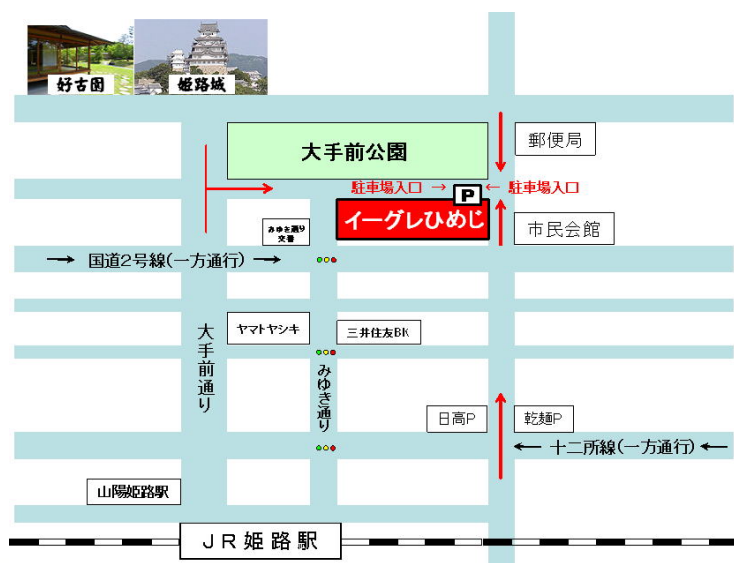 好古園
姫路城
大手前公園
郵便局
駐車場入口 →
P
← 駐車場入口
イーグレひめじ
みゆき通り
交番
市民会館
→ 国道2号線(一方通行) →
大手前通り
ヤマトヤシキ
三井住友BK
みゆき通り
日高P
乾麺P
← 十二所線(一方通行) ←
山陽姫路駅
JR姫路駅